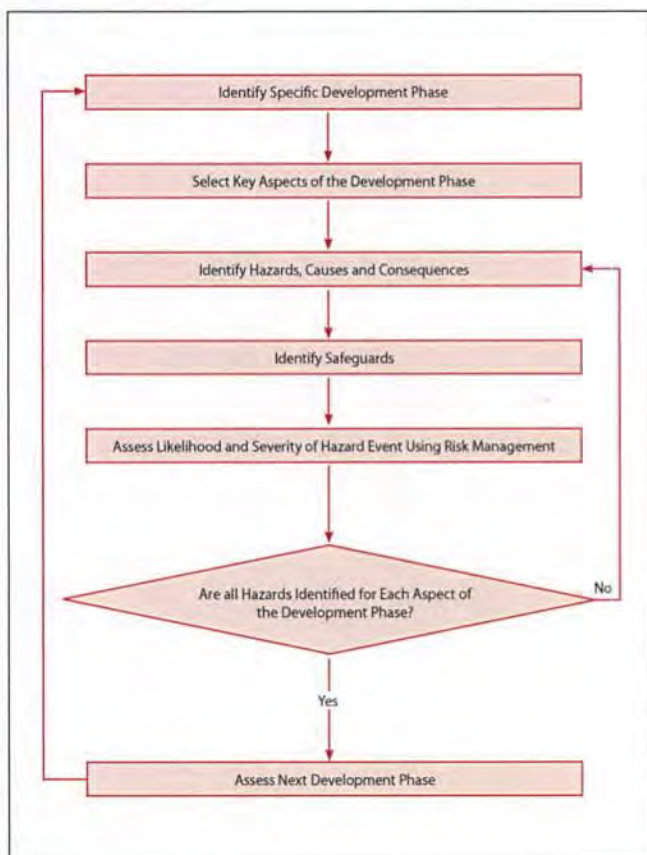 Identify Specific Development Phase
Select Key Aspects of the Development Phase
Identify Hazards, Causes and Consequences
Identify Safeguards
Assess Likelihood and Severity of Hazard Event Using Risk Management
Are all Hazards Identified for Each Aspect of
the Development Phase?
No
Yes
Assess Next Development Phase